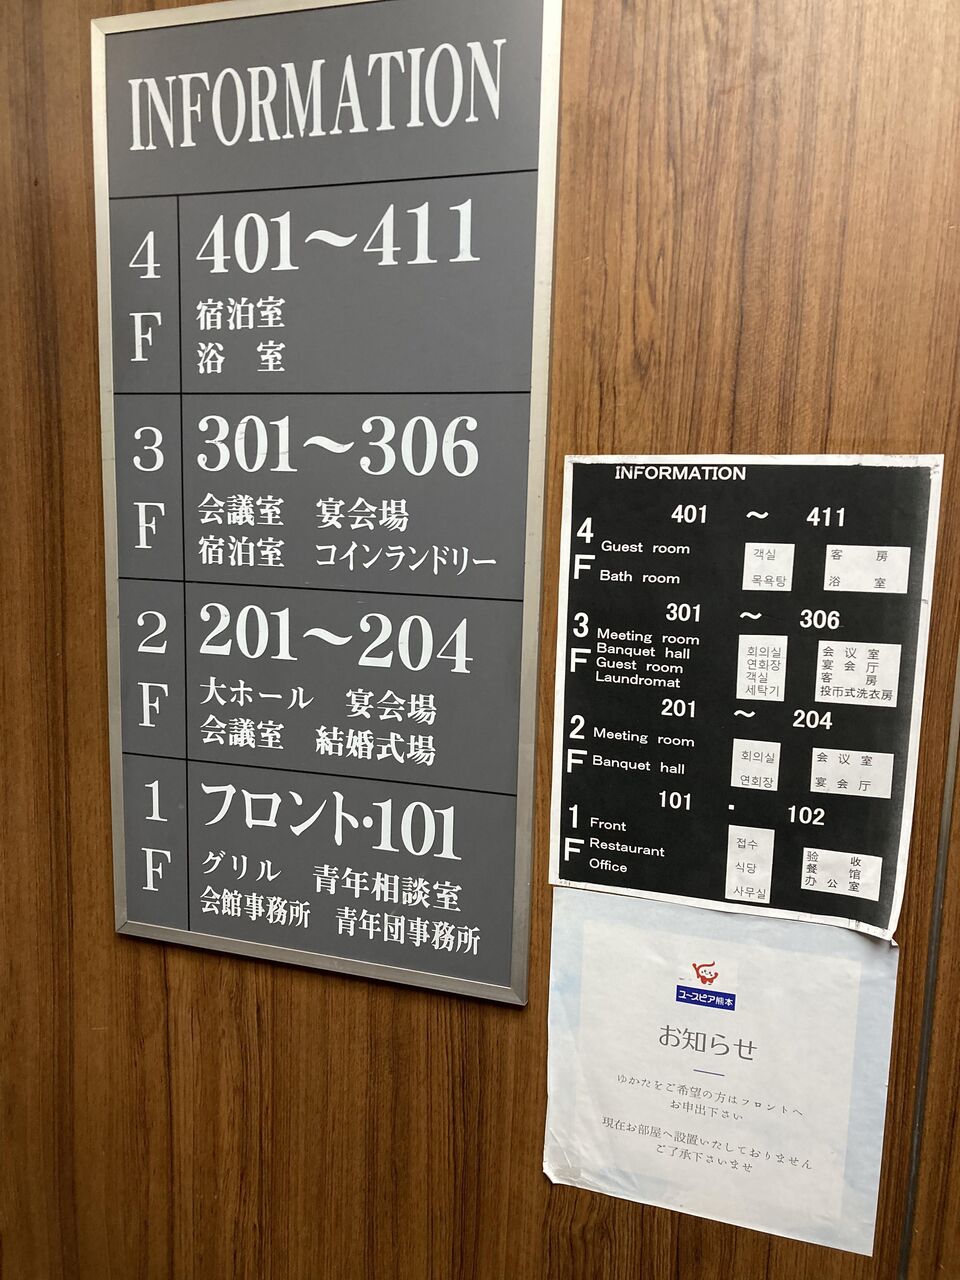 INFORMATION
4F
401〜411
宿泊室
浴　室
3F
301〜306
会議室　宴会場
宿泊室　コインランドリー
2F
201〜204
大ホール　宴会場
会議室　結婚式場
1F
フロント・101
グリル　青年相談室
会館事務所　青年団事務所
INFORMATION
4F
401 〜 411
Guest room 객실 客房
Bath room 목욕탕 浴室
3F
301 〜 306
Meeting room 회의실 会议室
Banquet hall 연회장 宴会厅
Guest room 객실 客房
Laundromat 세탁기 投币式洗衣房
2F
201 〜 204
Meeting room 회의실 会议室
Banquet hall 연회장 宴会厅
1F
101 · 102
Front 접수 验收
Restaurant 식당 餐馆
Office 사무실 办公室
ユースピア熊本
お知らせ
ゆかたをご希望の方はフロントへ
お申出下さい
現在お部屋へ設置いたしておりません
ご了承下さいませ